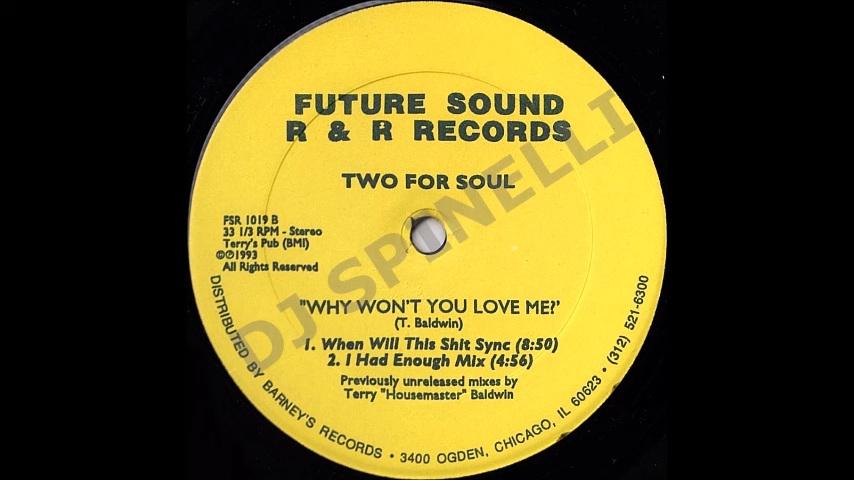 FUTURE SOUND
R & R RECORDS
TWO FOR SOUL
FSR 1019 B
33 1/3 RPM - Stereo
Terry's Pub (BMI)
©℗1993
All Rights Reserved
"WHY WON'T YOU LOVE ME?'
(T. Baldwin)
1. When Will This Shit Sync (8:50)
2. I Had Enough Mix (4:56)
Previously unreleased mixes by
Terry "Housemaster" Baldwin
DISTRIBUTED BY BARNEY'S RECORDS • 3400 OGDEN, CHICAGO, IL 60623 • (312) 521-6300
DJ SPINELLI